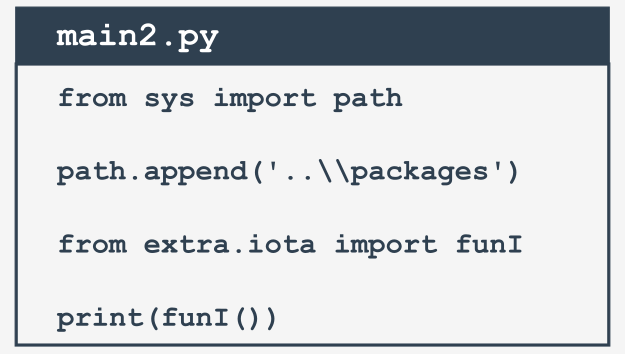 main2.py
from sys import path
path.append('..\\packages')
from extra.iota import funI
print(funI())